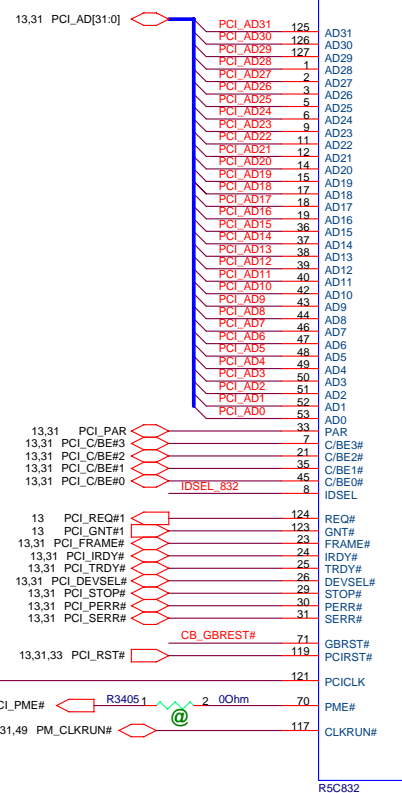 13,31 PCI_AD[31:0]
PCI_AD31 125 AD31
PCI_AD30 126 AD30
PCI_AD29 127 AD29
PCI_AD28 1 AD28
PCI_AD27 2 AD27
PCI_AD26 3 AD26
PCI_AD25 5 AD25
PCI_AD24 6 AD24
PCI_AD23 9 AD23
PCI_AD22 11 AD22
PCI_AD21 12 AD21
PCI_AD20 14 AD20
PCI_AD19 15 AD19
PCI_AD18 17 AD18
PCI_AD17 18 AD17
PCI_AD16 19 AD16
PCI_AD15 36 AD15
PCI_AD14 37 AD14
PCI_AD13 38 AD13
PCI_AD12 39 AD12
PCI_AD11 40 AD11
PCI_AD10 42 AD10
PCI_AD9 43 AD9
PCI_AD8 44 AD8
PCI_AD7 46 AD7
PCI_AD6 47 AD6
PCI_AD5 48 AD5
PCI_AD4 49 AD4
PCI_AD3 50 AD3
PCI_AD2 51 AD2
PCI_AD1 52 AD1
PCI_AD0 53 AD0
13,31 PCI_PAR 33 PAR
13,31 PCI_C/BE#3 7 C/BE3#
13,31 PCI_C/BE#2 21 C/BE2#
13,31 PCI_C/BE#1 35 C/BE1#
13,31 PCI_C/BE#0 45 C/BE0#
IDSEL_832 8 IDSEL
13 PCI_REQ#1 124 REQ#
13 PCI_GNT#1 123 GNT#
13,31 PCI_FRAME# 23 FRAME#
13,31 PCI_IRDY# 24 IRDY#
13,31 PCI_TRDY# 25 TRDY#
13,31 PCI_DEVSEL# 26 DEVSEL#
13,31 PCI_STOP# 29 STOP#
13,31 PCI_PERR# 30 PERR#
13,31 PCI_SERR# 31 SERR#
CB_GBREST# 71 GBRST#
13,31,33 PCI_RST# 119 PCIRST#
121 PCICLK
CI_PME# R3405 1 2 0Ohm 70 PME#
@
31,49 PM_CLKRUN# 117 CLKRUN#
R5C832